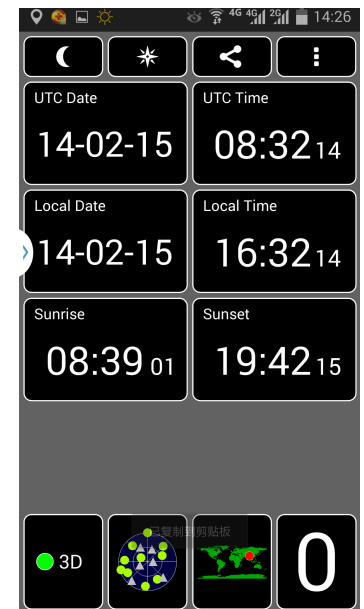 4G 4G 2G 14:26
UTC Date
14-02-15
UTC Time
08:32 14
Local Date
14-02-15
Local Time
16:32 14
Sunrise
08:39 01
Sunset
19:42 15
已复制到剪贴板
3D
0